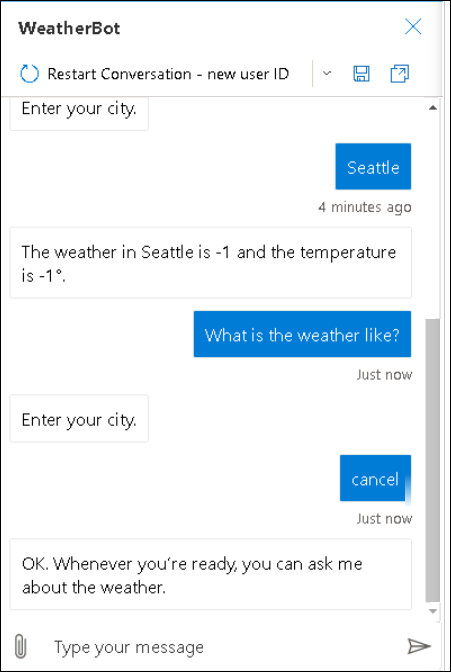 WeatherBot
Restart Conversation - new user ID
Enter your city.
Seattle
4 minutes ago
The weather in Seattle is -1 and the temperature
is -1°.
What is the weather like?
Just now
Enter your city.
cancel
Just now
OK. Whenever you're ready, you can ask me
about the weather.
Type your message